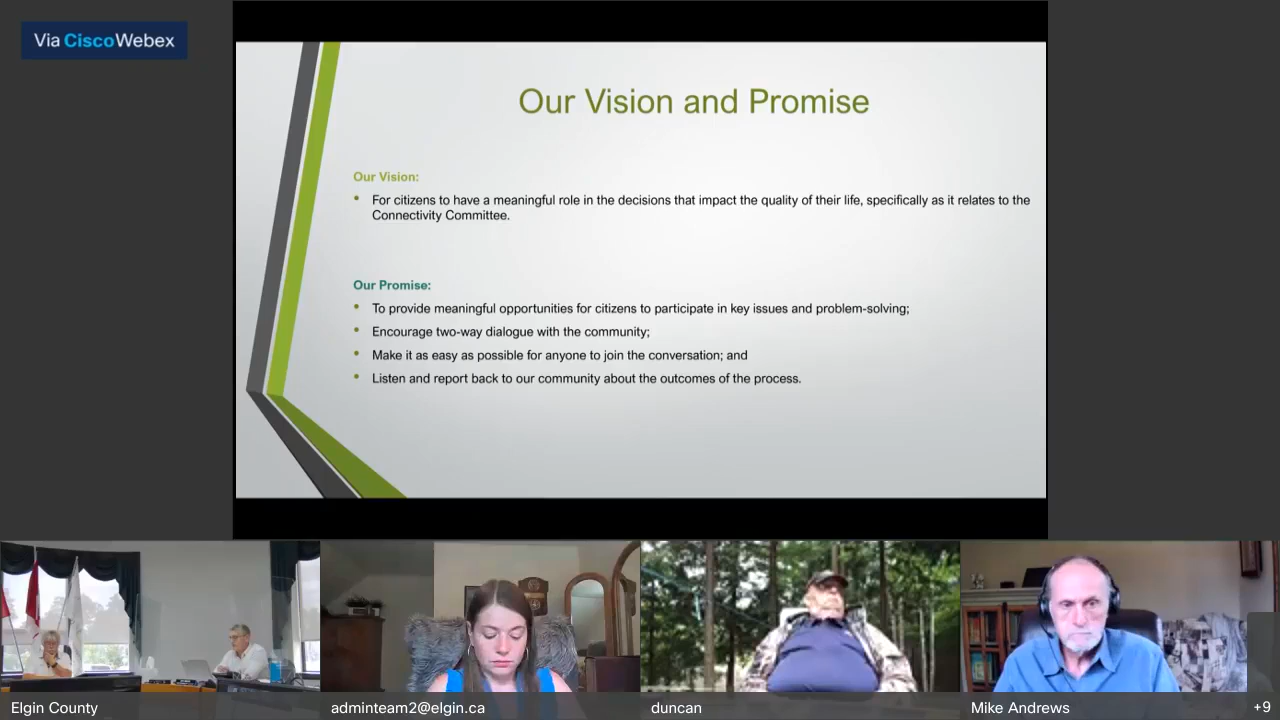 Via CiscoWebex
Our Vision and Promise
Our Vision:
• For citizens to have a meaningful role in the decisions that impact the quality of their life, specifically as it relates to the
Connectivity Committee.
Our Promise:
• To provide meaningful opportunities for citizens to participate in key issues and problem-solving;
• Encourage two-way dialogue with the community;
• Make it as easy as possible for anyone to join the conversation; and
• Listen and report back to our community about the outcomes of the process.
Elgin County
adminteam2@elgin.ca
duncan
Mike Andrews
+9